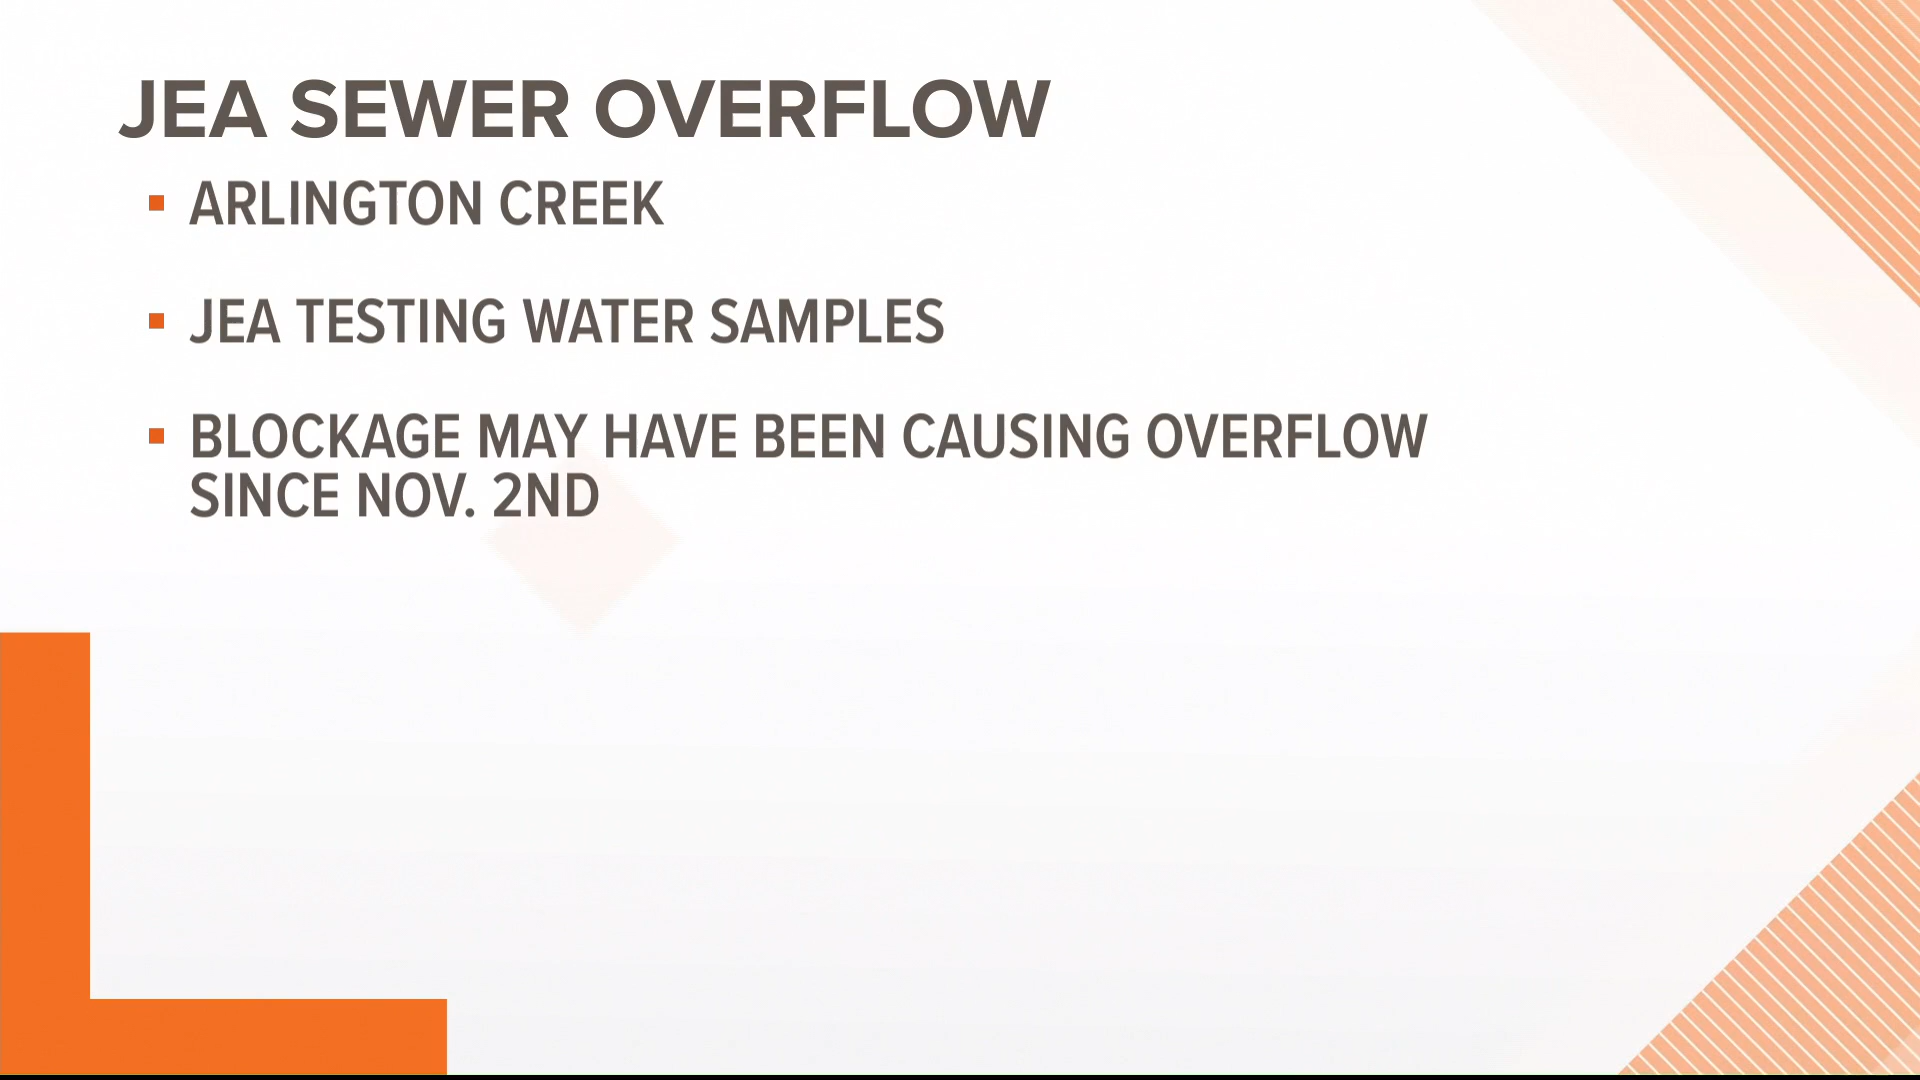 JEA SEWER OVERFLOW
ARLINGTON CREEK
JEA TESTING WATER SAMPLES
BLOCKAGE MAY HAVE BEEN CAUSING OVERFLOW
SINCE NOV. 2ND